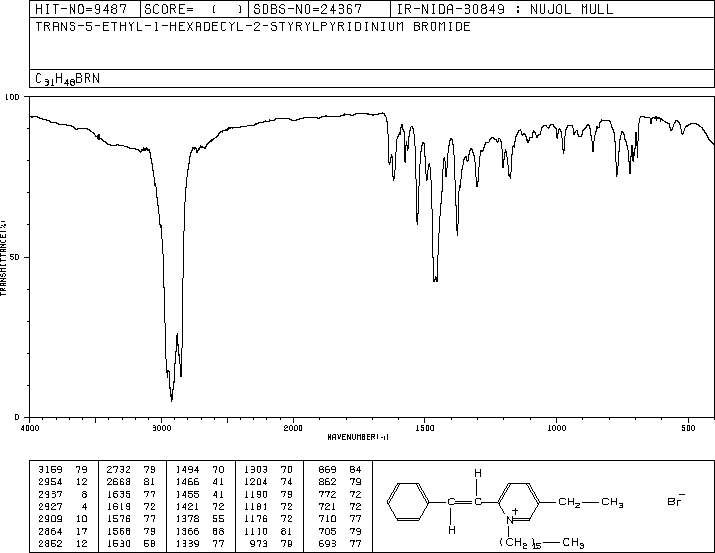 HIT-NO=9487 SCORE= ( ) SDBS-NO=24367 IR-NIDA-30849 : NUJOL MULL
TRANS-5-ETHYL-1-HEXADECYL-2-STYRYLPYRIDINIUM BROMIDE
C31H48BRN
100
50
0
TRANSMITTANCE(%)
4000 3000 2000 1500 1000 500
WAVENUMBER(-1)
3169 79 2732 79 1494 70 1303 70 869 84
2954 12 2668 81 1466 41 1204 74 862 79
2937 8 1635 77 1455 41 1190 79 772 72
2927 4 1619 72 1421 72 1181 72 721 72
2909 10 1576 77 1378 55 1176 72 710 77
2864 17 1568 79 1366 68 1110 81 705 79
2852 12 1530 58 1339 77 973 79 693 77
H
C C CH2 CH3 Br−
H N+
(CH2)15 CH3